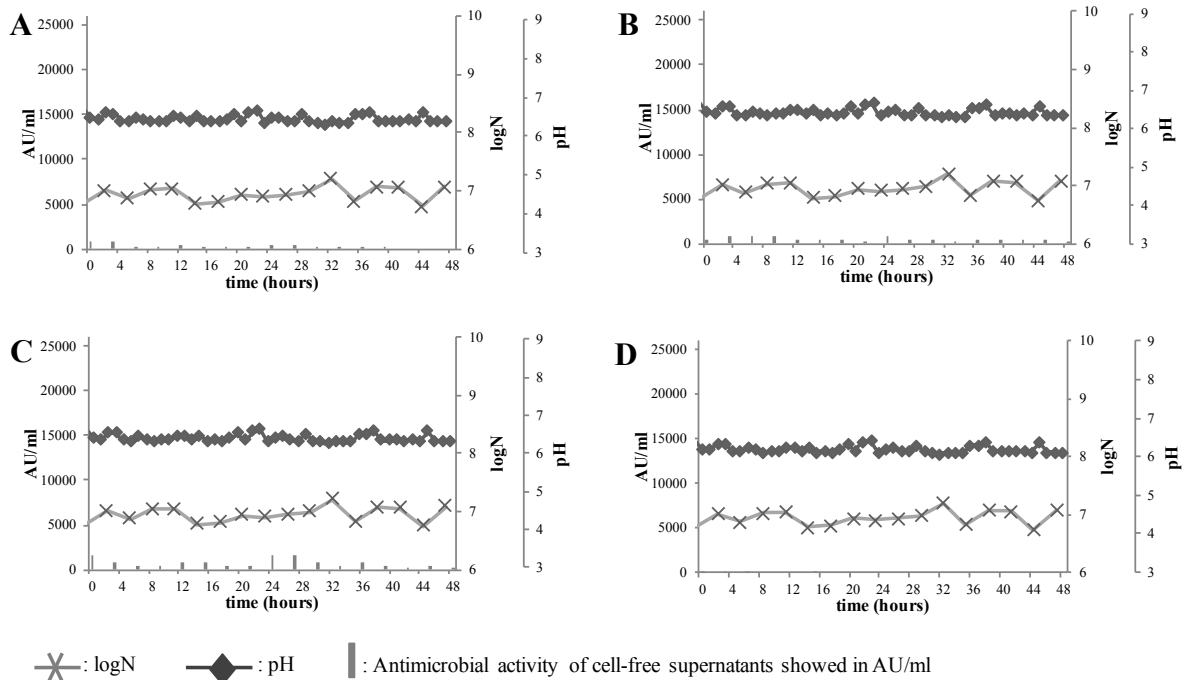 A
25000
20000
15000
10000
5000
0
AU/ml
0 4 8 12 16 20 24 28 32 36 40 44 48
time (hours)
10
9
8
7
6
logN
9
8
7
6
5
4
3
pH
B
25000
20000
15000
10000
5000
0
AU/ml
0 4 8 12 16 20 24 28 32 36 40 44 48
time (hours)
10
9
8
7
6
logN
9
8
7
6
5
4
3
pH
C
25000
20000
15000
10000
5000
0
AU/ml
0 4 8 12 16 20 24 28 32 36 40 44 48
time (hours)
10
9
8
7
6
logN
9
8
7
6
5
4
3
pH
D
25000
20000
15000
10000
5000
0
AU/ml
0 4 8 12 16 20 24 28 32 36 40 44 48
time (hours)
10
9
8
7
6
logN
9
8
7
6
5
4
3
pH
: logN : pH : Antimicrobial activity of cell-free supernatants showed in AU/ml